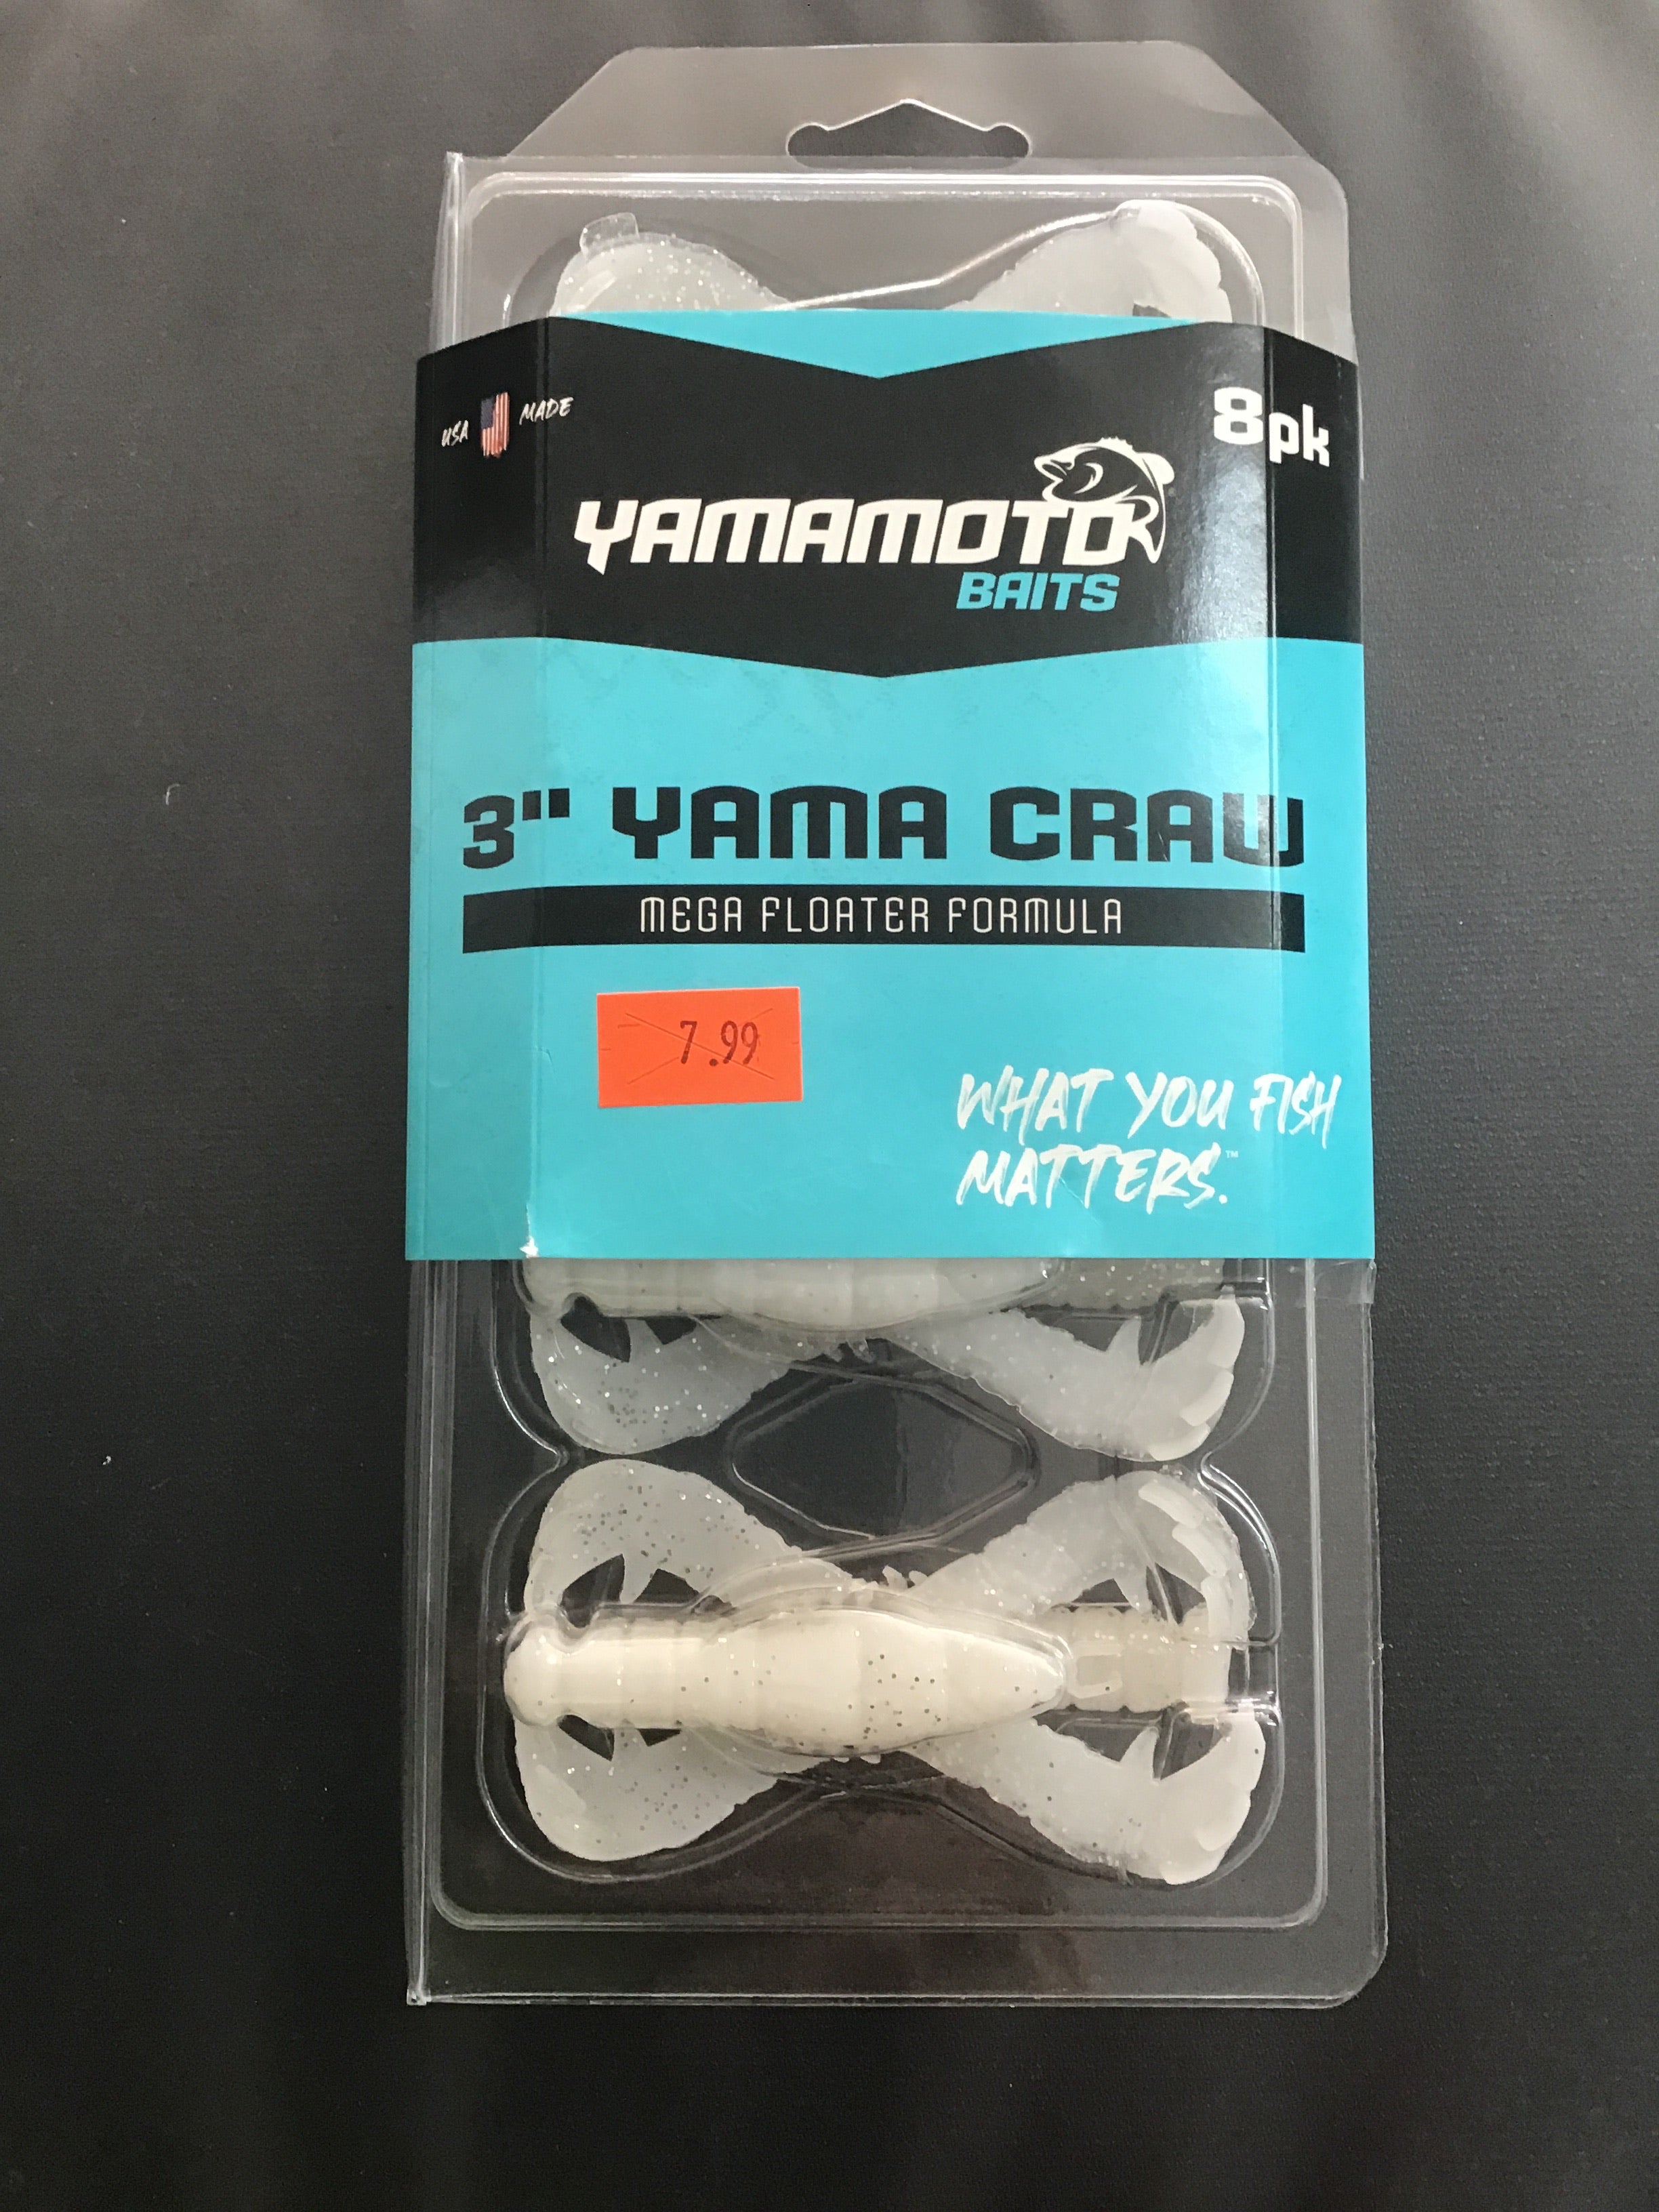 USA MADE
8pk
YAMAMOTO
BAITS
3" YAMA CRAW
MEGA FLOATER FORMULA
7.99
WHAT YOU FISH
MATTERS.™